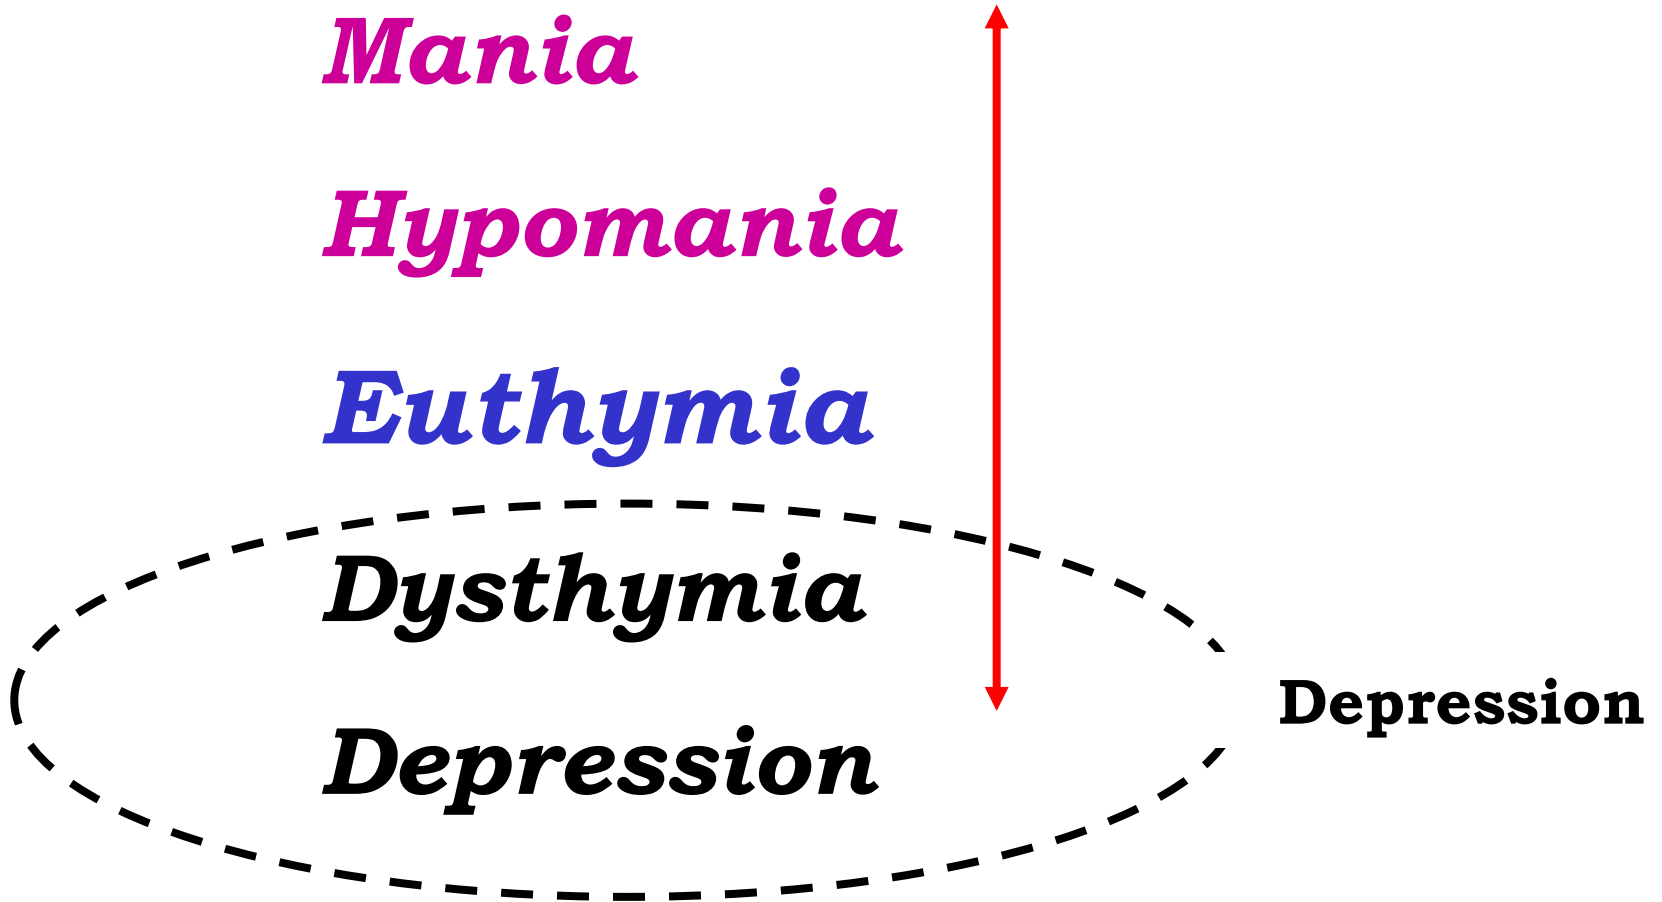 Mania
Hypomania
Euthymia
Dysthymia
Depression
Depression